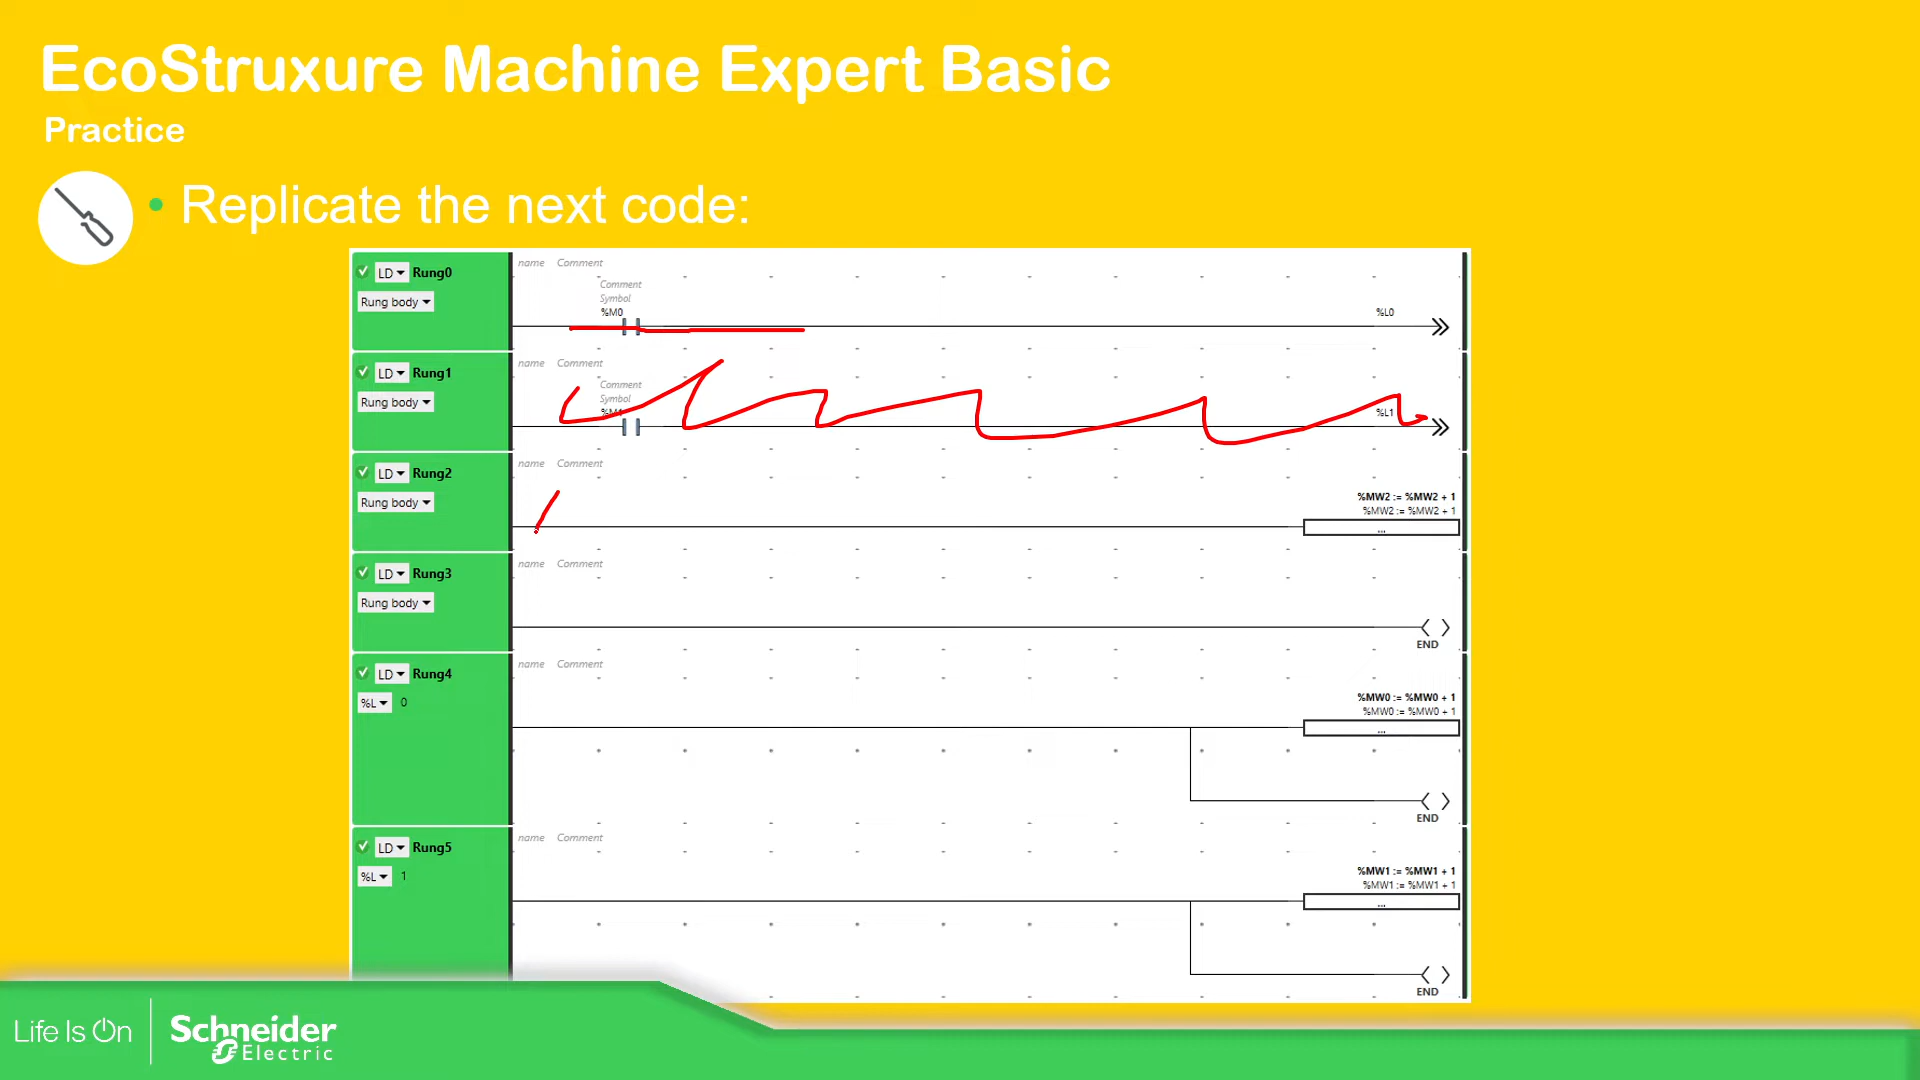 EcoStruxure Machine Expert Basic
Practice
• Replicate the next code:
LD Rung0
Rung body
name Comment
Comment
Symbol
%M0
%L0
LD Rung1
Rung body
name Comment
Comment
Symbol
%M1
%L1
LD Rung2
Rung body
name Comment
%MW2 := %MW2 + 1
%MW2 := %MW2 + 1
...
LD Rung3
Rung body
name Comment
END
LD Rung4
%L 0
name Comment
%MW0 := %MW0 + 1
%MW0 := %MW0 + 1
...
END
LD Rung5
%L 1
name Comment
%MW1 := %MW1 + 1
%MW1 := %MW1 + 1
...
END
Life Is On
Schneider
Electric